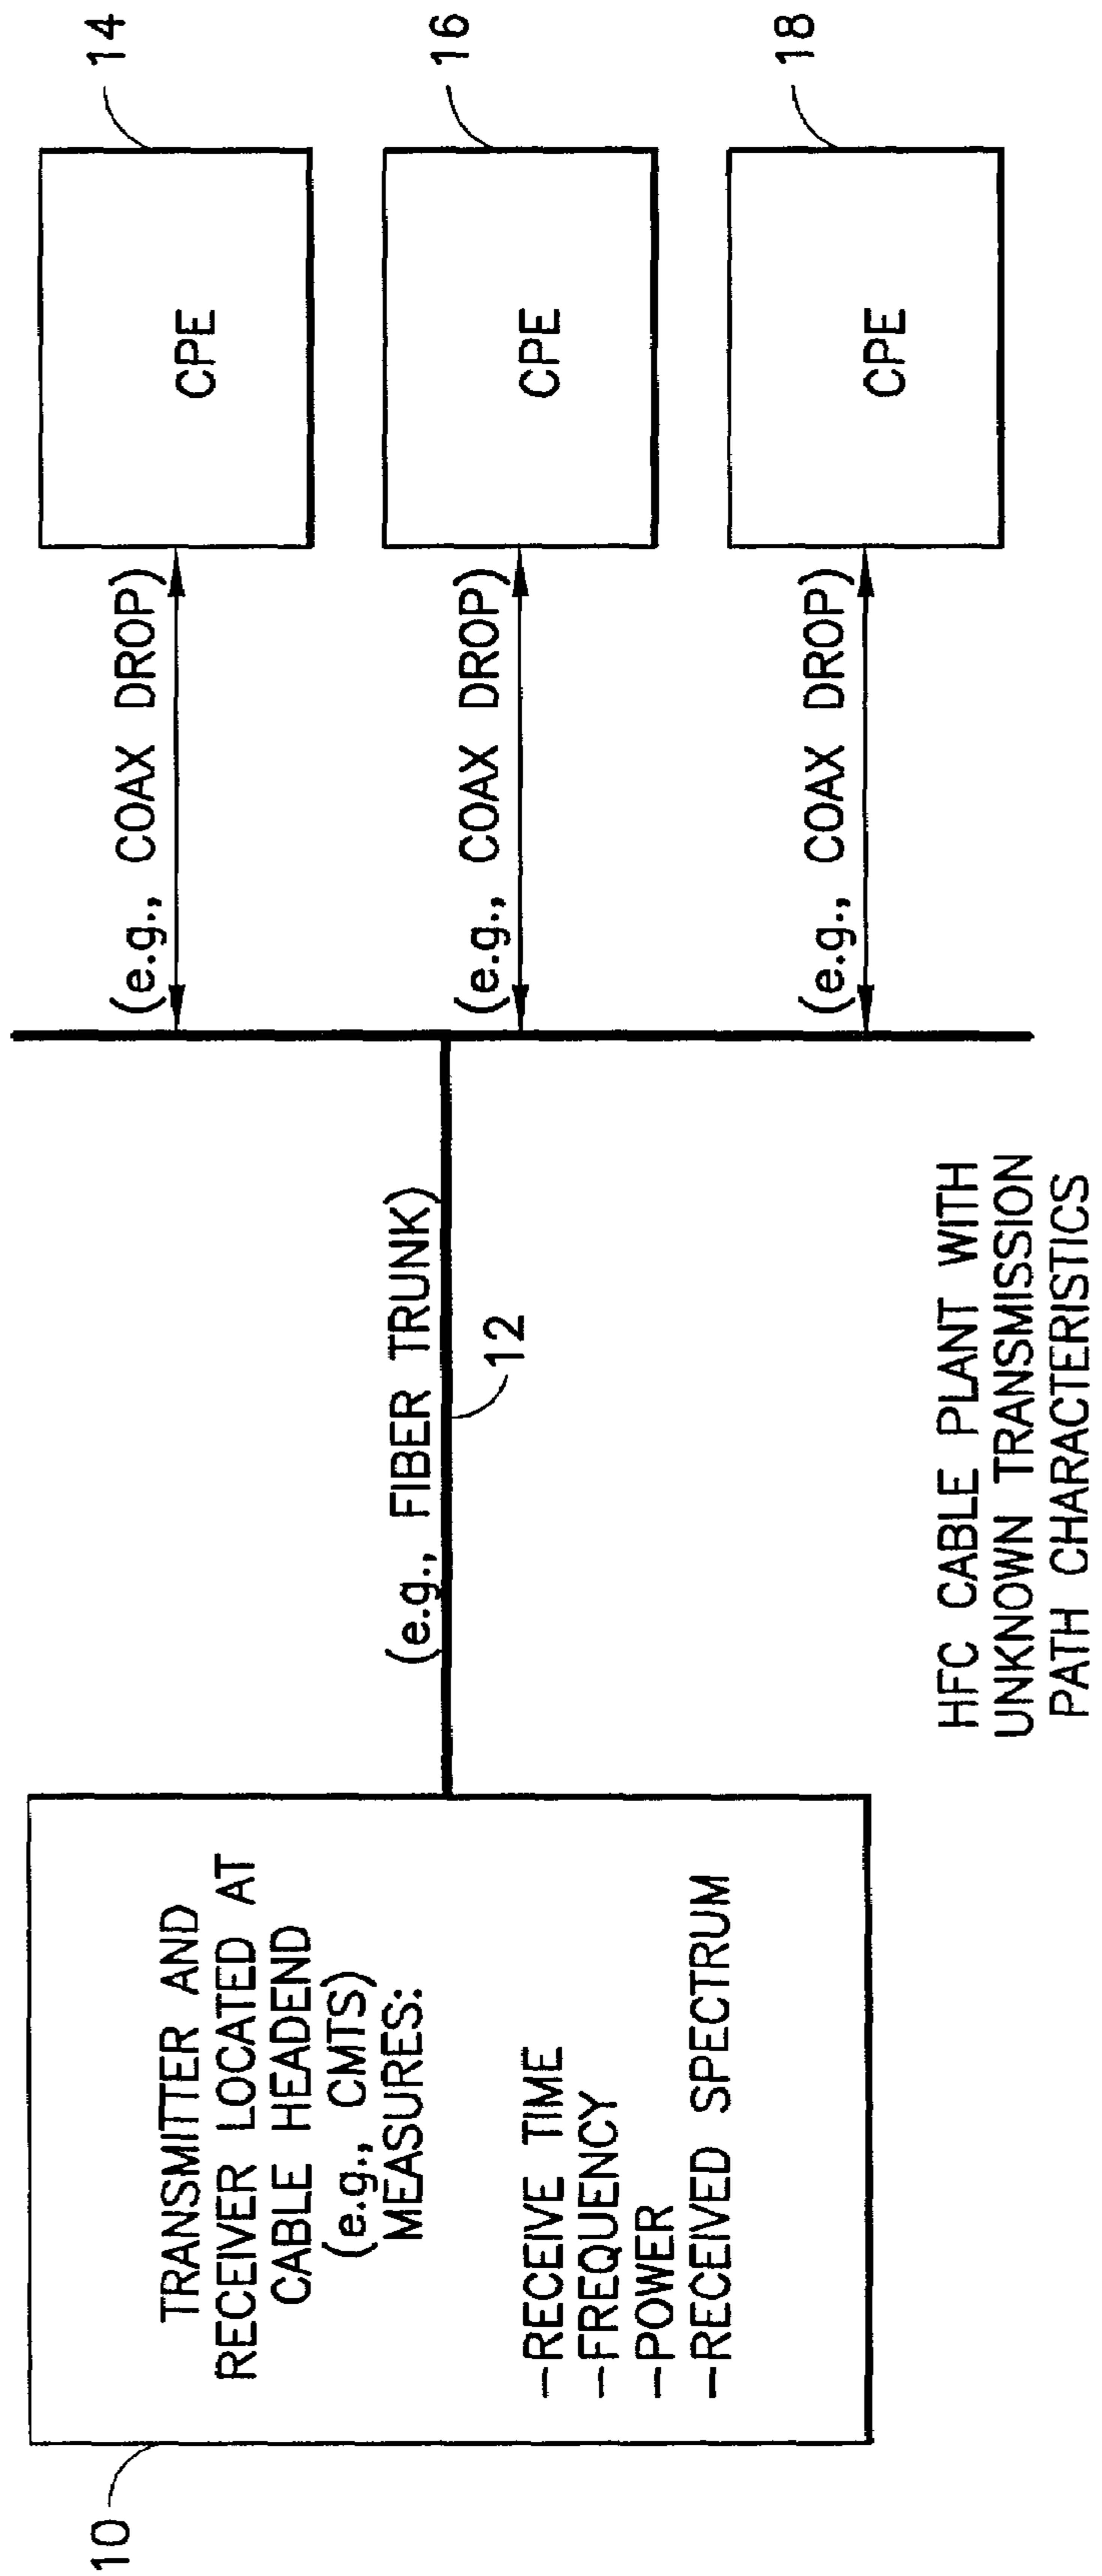 10
TRANSMITTER AND
RECEIVER LOCATED AT
CABLE HEADEND
(e.g., CMTS)
MEASURES:
-RECEIVE TIME
-FREQUENCY
-POWER
-RECEIVED SPECTRUM
(e.g., FIBER TRUNK)
12
HFC CABLE PLANT WITH
UNKNOWN TRANSMISSION
PATH CHARACTERISTICS
(e.g., COAX DROP)
CPE
14
(e.g., COAX DROP)
CPE
16
(e.g., COAX DROP)
CPE
18